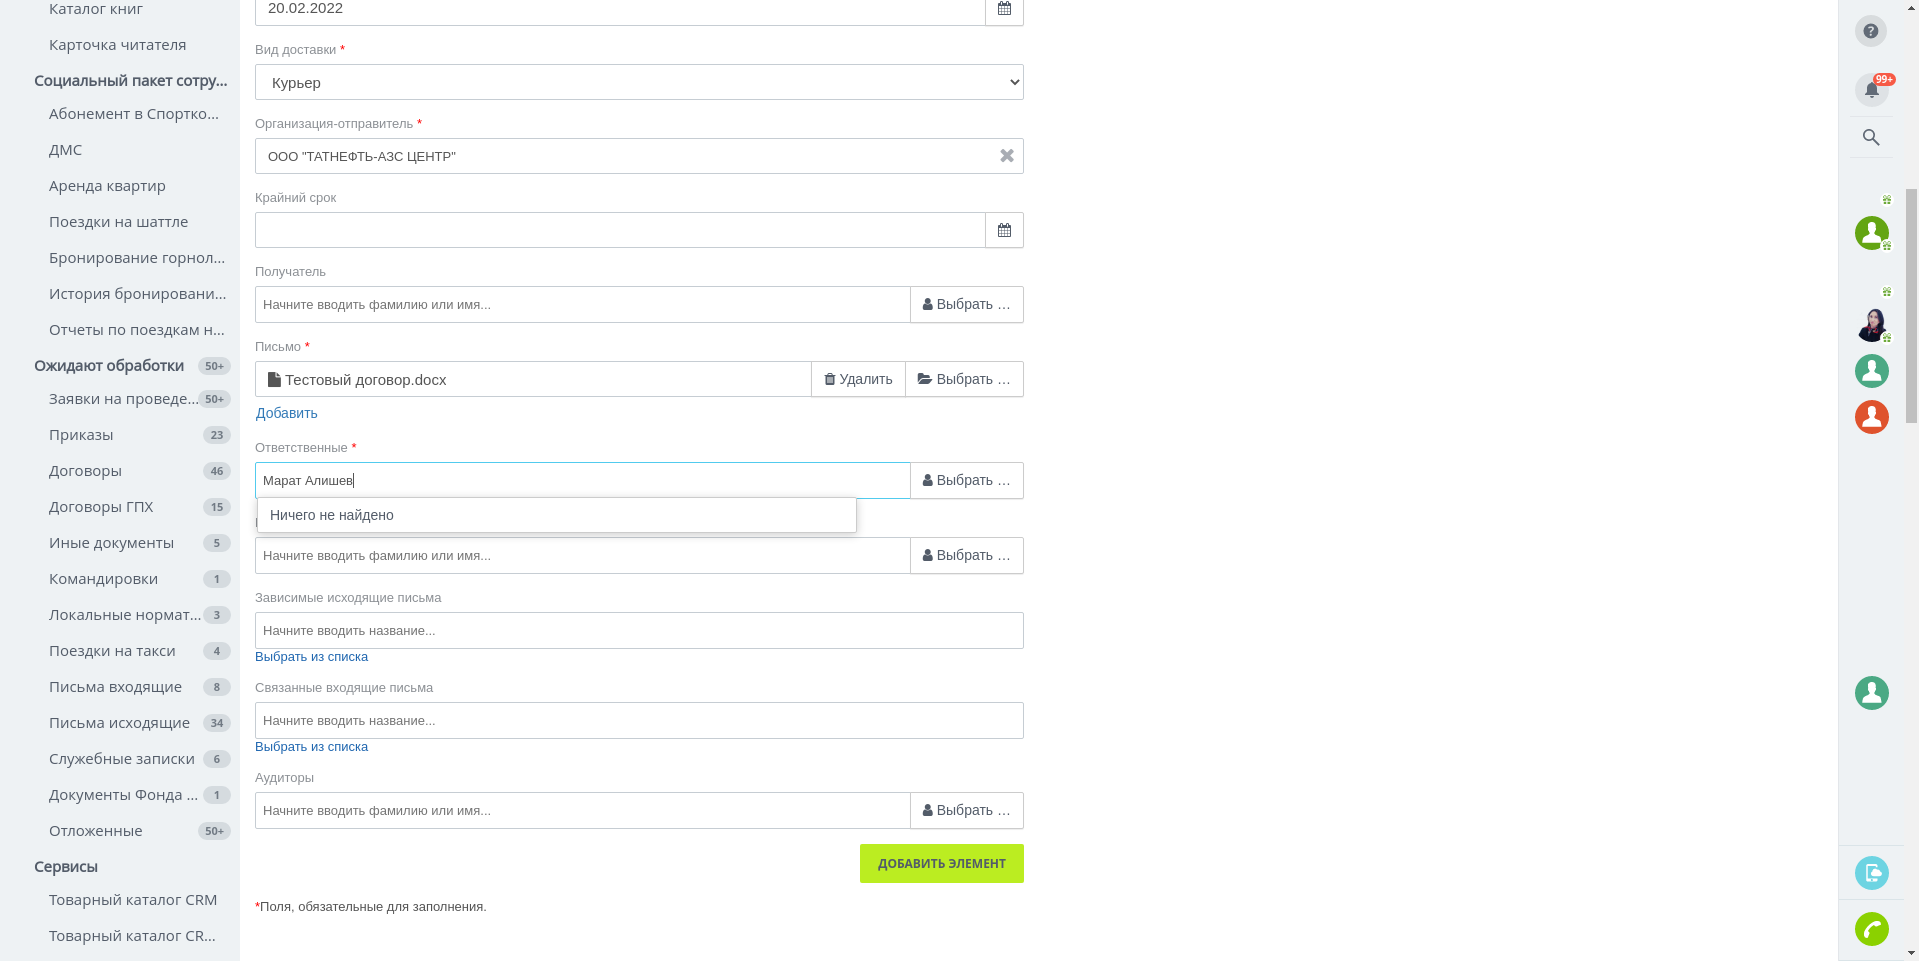 Каталог книг
Карточка читателя
Социальный пакет сотру...
Абонемент в Спортко...
ДМС
Аренда квартир
Поездки на шаттле
Бронирование горнол...
История бронировани...
Отчеты по поездкам н...
Ожидают обработки 50+
Заявки на проведе... 50+
Приказы 23
Договоры 46
Договоры ГПХ 15
Иные документы 5
Командировки 1
Локальные нормат... 3
Поездки на такси 4
Письма входящие 8
Письма исходящие 34
Служебные записки 6
Документы Фонда ... 1
Отложенные 50+
Сервисы
Товарный каталог CRM
Товарный каталог CR...
20.02.2022
Вид доставки *
Курьер
Организация-отправитель *
ООО "ТАТНЕФТЬ-АЗС ЦЕНТР"
Крайний срок
Получатель
Начните вводить фамилию или имя... Выбрать ...
Письмо *
Тестовый договор.docx Удалить Выбрать ...
Добавить
Ответственные *
Марат Алишев Выбрать ...
Ничего не найдено
Начните вводить фамилию или имя... Выбрать ...
Зависимые исходящие письма
Начните вводить название...
Выбрать из списка
Связанные входящие письма
Начните вводить название...
Выбрать из списка
Аудиторы
Начните вводить фамилию или имя... Выбрать ...
ДОБАВИТЬ ЭЛЕМЕНТ
*Поля, обязательные для заполнения.
?
99+